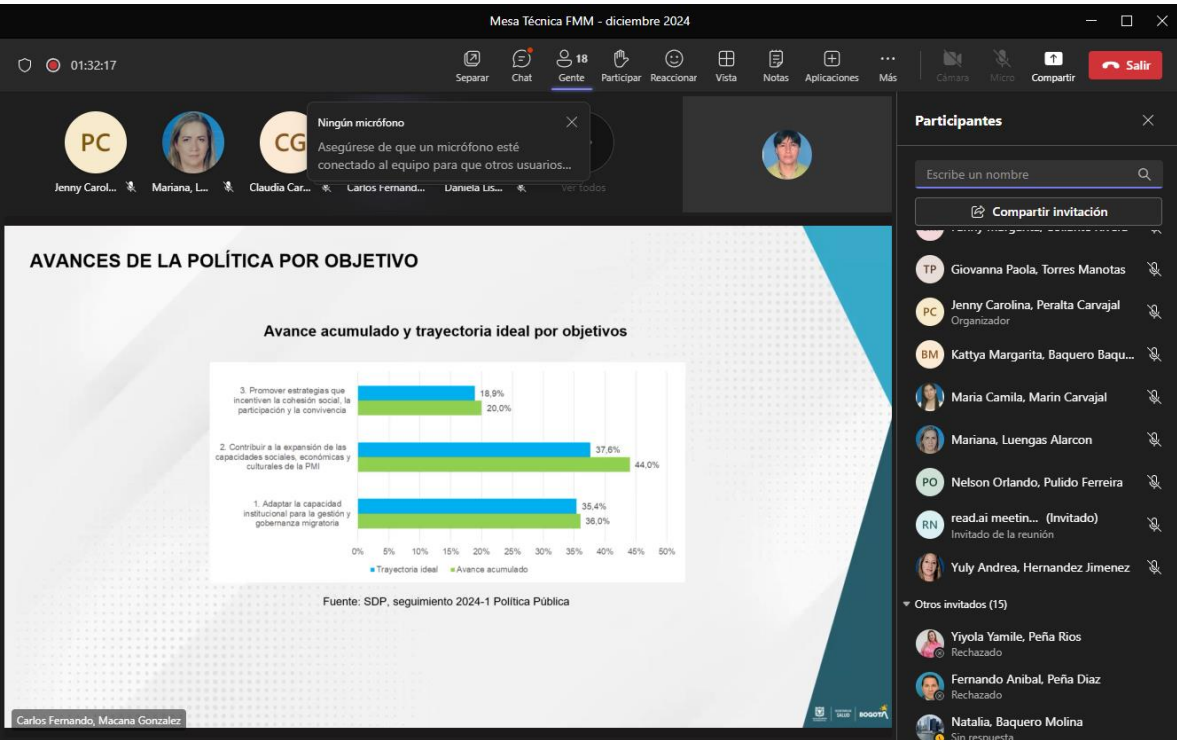 Mesa Técnica FMM - diciembre 2024
01:32:17
Separar
Chat
18
Gente
Participar
Reaccionar
Vista
Notas
Aplicaciones
Más
Cámara
Micro
Compartir
Salir
PC
CG
Jenny Carol...
Mariana, L...
Claudia Car...
Carlos Fernand...
Daniela Lis...
Ver todos
Ningún micrófono
Asegúrese de que un micrófono esté
conectado al equipo para que otros usuarios...
AVANCES DE LA POLÍTICA POR OBJETIVO
Avance acumulado y trayectoria ideal por objetivos
3. Promover estrategias que
incentiven la cohesión social, la
participación y la convivencia
18,9%
20,0%
2. Contribuir a la expansión de las
capacidades sociales, económicas y
culturales de la PMI
37,6%
44,0%
1. Adaptar la capacidad
institucional para la gestión y
gobernanza migratoria
35,4%
36,0%
0% 5% 10% 15% 20% 25% 30% 35% 40% 45% 50%
Trayectoria ideal Avance acumulado
Fuente: SDP, seguimiento 2024-1 Política Pública
Carlos Fernando, Macana Gonzalez
SALUD
BOGOTÁ
Participantes
Escribe un nombre
Compartir invitación
TP
Giovanna Paola, Torres Manotas
PC
Jenny Carolina, Peralta Carvajal
Organizador
BM
Kattya Margarita, Baquero Baqu...
Maria Camila, Marin Carvajal
Mariana, Luengas Alarcon
PO
Nelson Orlando, Pulido Ferreira
RN
read.ai meetin... (Invitado)
Invitado de la reunión
Yuly Andrea, Hernandez Jimenez
Otros invitados (15)
Yiyola Yamile, Peña Rios
Rechazado
Fernando Anibal, Peña Diaz
Rechazado
Natalia, Baquero Molina
Sin respuesta